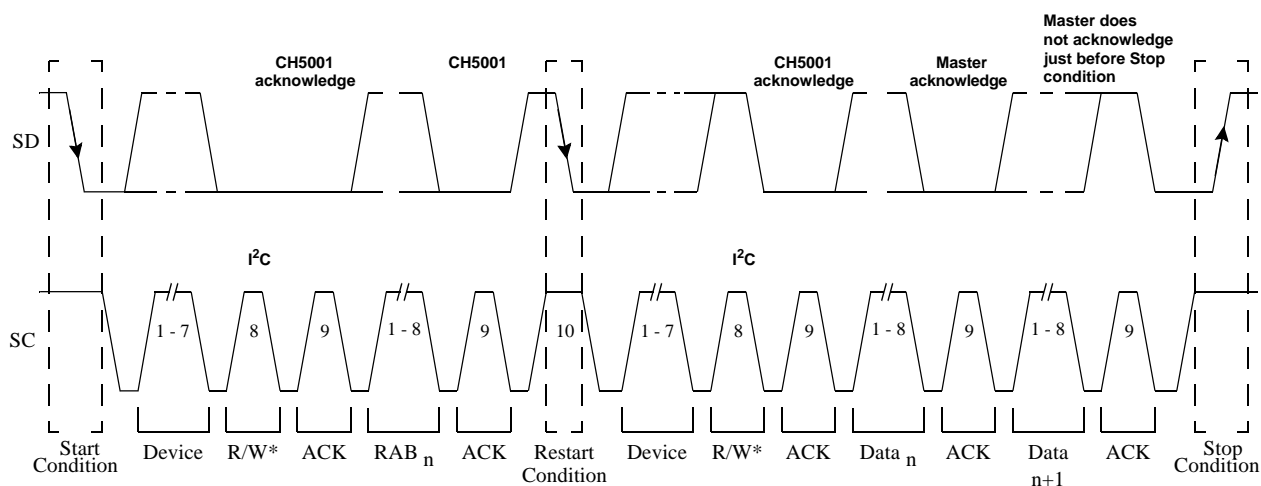 Master does
not acknowledge
just before Stop
condition
CH5001
acknowledge
CH5001
CH5001
acknowledge
Master
acknowledge
SD
I²C
I²C
SC
1 - 7
8
9
1 - 8
9
10
1 - 7
8
9
1 - 8
9
1 - 8
9
Start
Condition
Device
R/W*
ACK
RAB n
ACK
Restart
Condition
Device
R/W*
ACK
Data n
ACK
Data
n+1
ACK
Stop
Condition